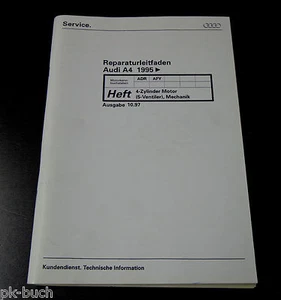 Service.
Reparaturleitfaden
Audi A4 1995 ►
ADR APF
Heft
4-Zylinder Motor
(5-Ventiler), Mechanik
Ausgabe 10.97
Kundendienst. Technische Information
pk-buch